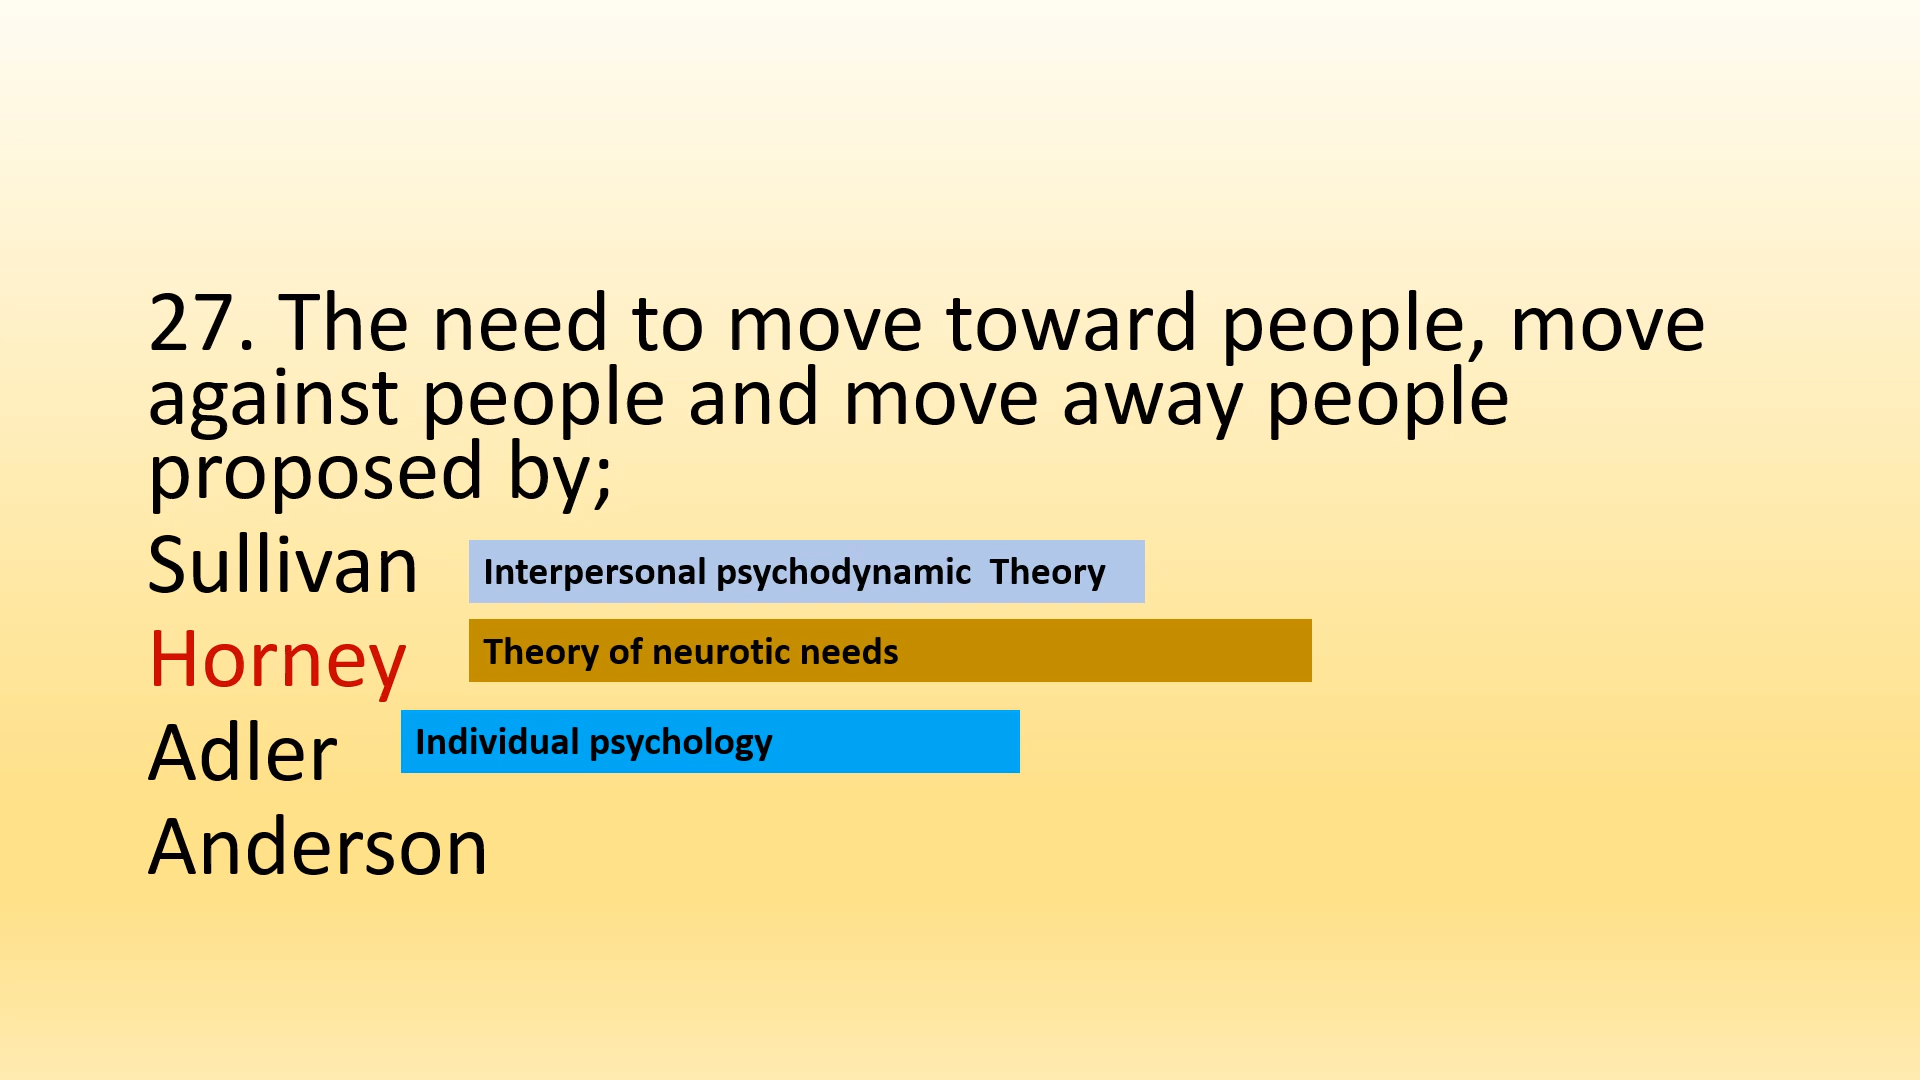 27. The need to move toward people, move
against people and move away people
proposed by;
Sullivan
Interpersonal psychodynamic  Theory
Horney
Theory of neurotic needs
Adler
Individual psychology
Anderson